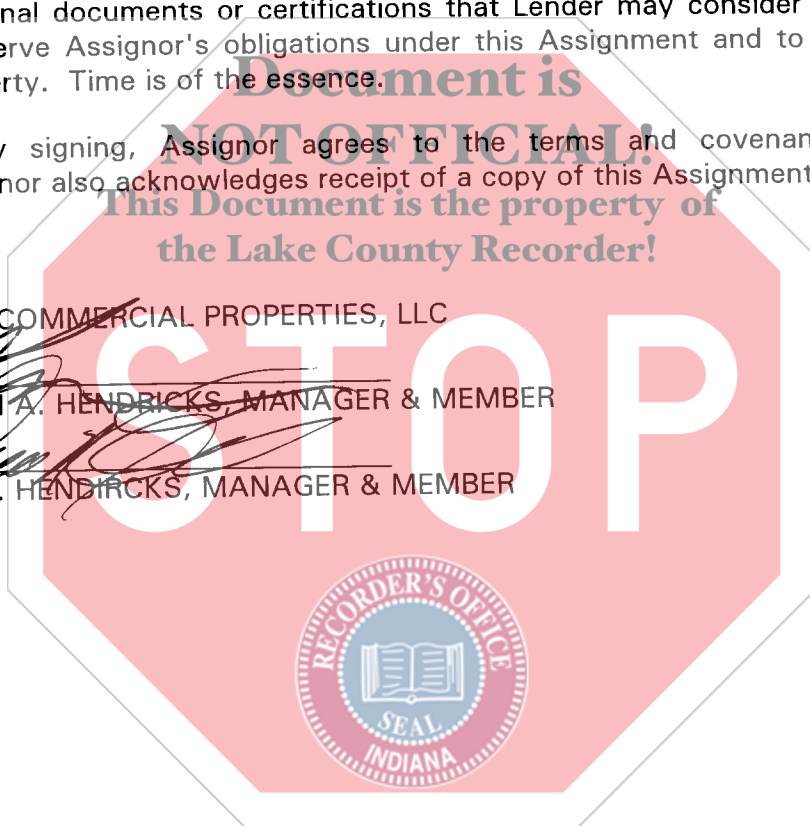 nal documents or certifications that Lender may consider
erve Assignor's obligations under this Assignment and to
rty. Time is of the essence.
Document is
NOT OFFICIAL!
y signing, Assignor agrees to the terms and covenan
nor also acknowledges receipt of a copy of this Assignment
This Document is the property of
the Lake County Recorder!
COMMERCIAL PROPERTIES, LLC
A. HENDRICKS, MANAGER & MEMBER
. HENDIRCKS, MANAGER & MEMBER
STOP
RECORDER'S OFFICE
SEAL
INDIANA